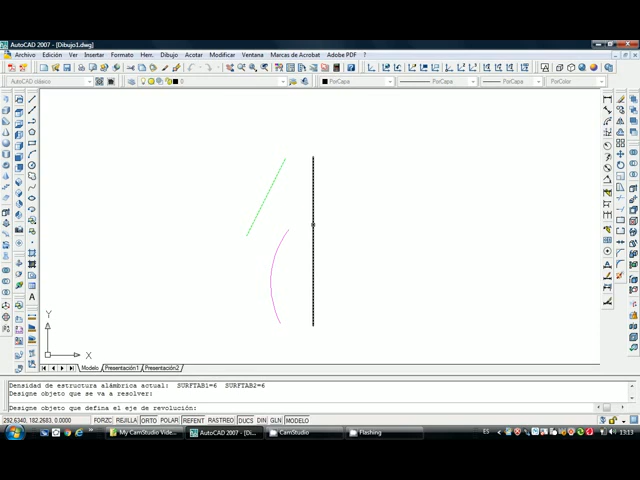 AutoCAD 2007 - [Dibujo1.dwg]
Archivo Edición Ver Insertar Formato Herr. Dibujo Acotar Modificar Ventana Marcas de Acrobat Adobe PDF ?
AutoCAD clásico 0 PorCapa PorCapa PorCapa PorColor
Y
X
Modelo Presentación1 Presentación2
Densidad de estructura alámbrica actual: SURFTAB1=6 SURFTAB2=6
Designe objeto que se va a resolver:
Designe objeto que defina el eje de revolución:
292.6340, 182.2683, 0.0000 FORZC REJILLA ORTO POLAR REFENT RASTREO DUCS DIN GLN MODELO
My CamStudio Vide... AutoCAD 2007 - [Di... CamStudio Flashing ES 13:13